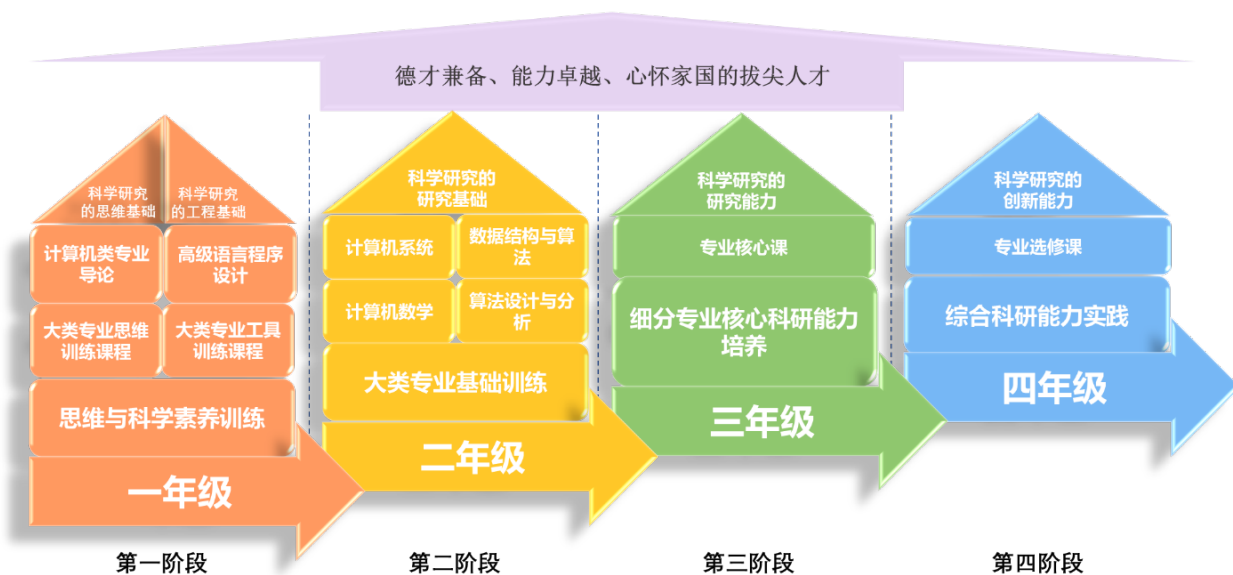 德才兼备、能力卓越、心怀家国的拔尖人才
科学研究
的思维基础
科学研究
的工程基础
计算机类专业
导论
高级语言程序
设计
大类专业思维
训练课程
大类专业工具
训练课程
思维与科学素养训练
一年级
第一阶段
科学研究的
研究基础
计算机系统
数据结构与算
法
计算机数学
算法设计与分
析
大类专业基础训练
二年级
第二阶段
科学研究的
研究能力
专业核心课
细分专业核心科研能力
培养
三年级
第三阶段
科学研究的
创新能力
专业选修课
综合科研能力实践
四年级
第四阶段